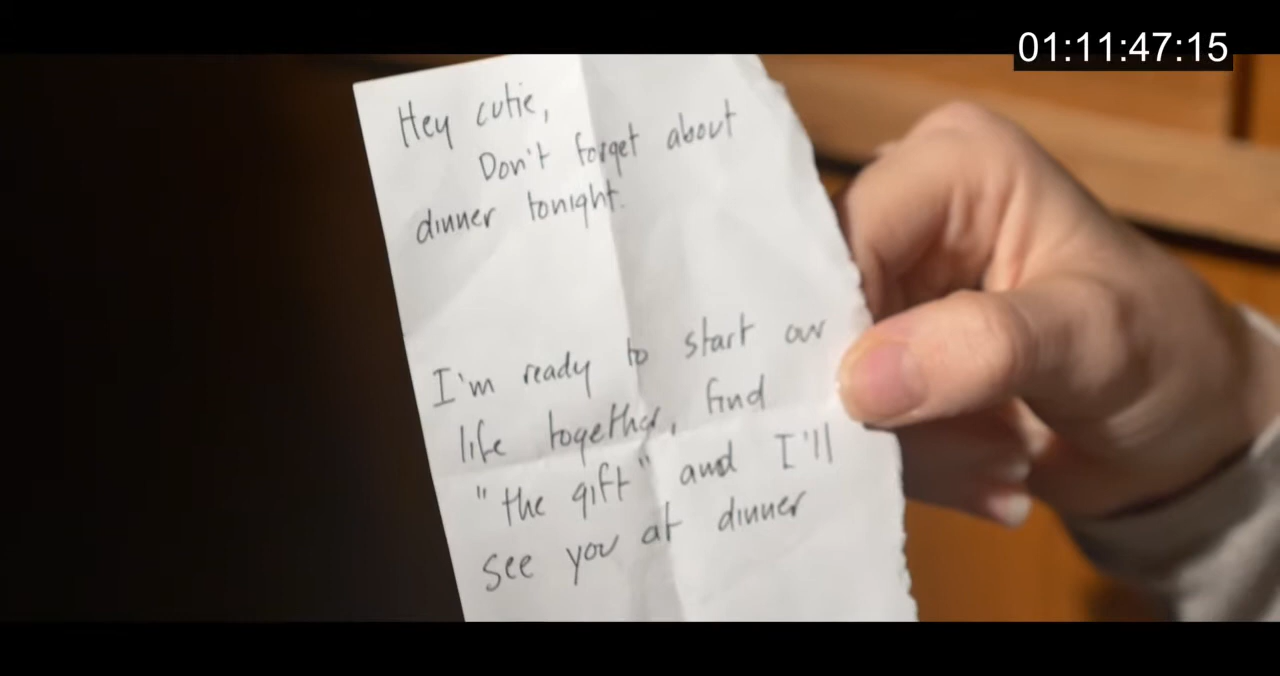 01:11:47:15
Hey cutie,
Don't forget about
dinner tonight.
I'm ready to start our
life together, find
"the gift" and I'll
see you at dinner